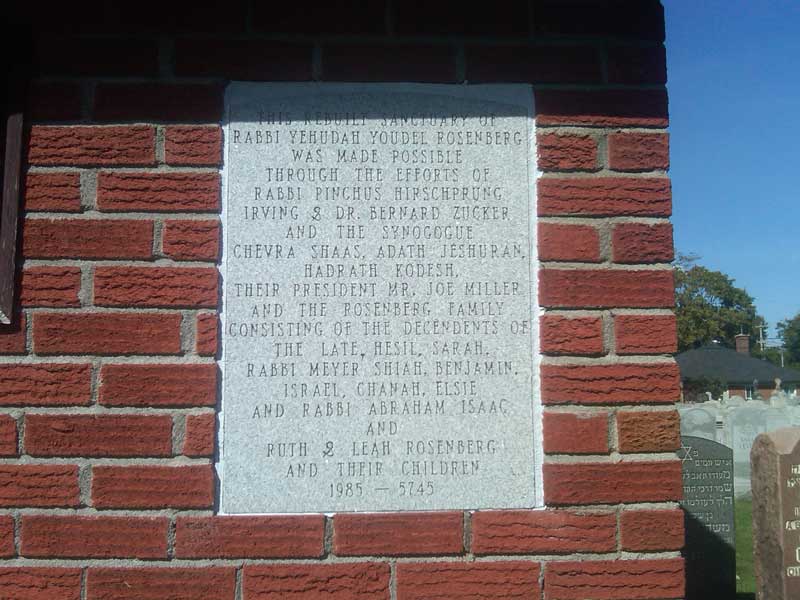 THIS REBUILT SANCTUARY OF
RABBI YEHUDAH YOUDEL ROSENBERG
WAS MADE POSSIBLE
THROUGH THE EFFORTS OF
RABBI PINCHUS HIRSCHPRUNG
IRVING & DR. BERNARD ZUCKER
AND THE SYNOGOGUE
CHEVRA SHAAS, ADATH JESHURAN,
HADRATH KODESH,
THEIR PRESIDENT MR. JOE MILLER
AND THE ROSENBERG FAMILY
CONSISTING OF THE DECENDENTS OF
THE LATE, HESIL, SARAH,
RABBI MEYER SHIAH, BENJAMIN,
ISRAEL, CHANAH, ELSIE
AND RABBI ABRAHAM ISAAC
AND
RUTH & LEAH ROSENBERG
AND THEIR CHILDREN
1985 — 5745